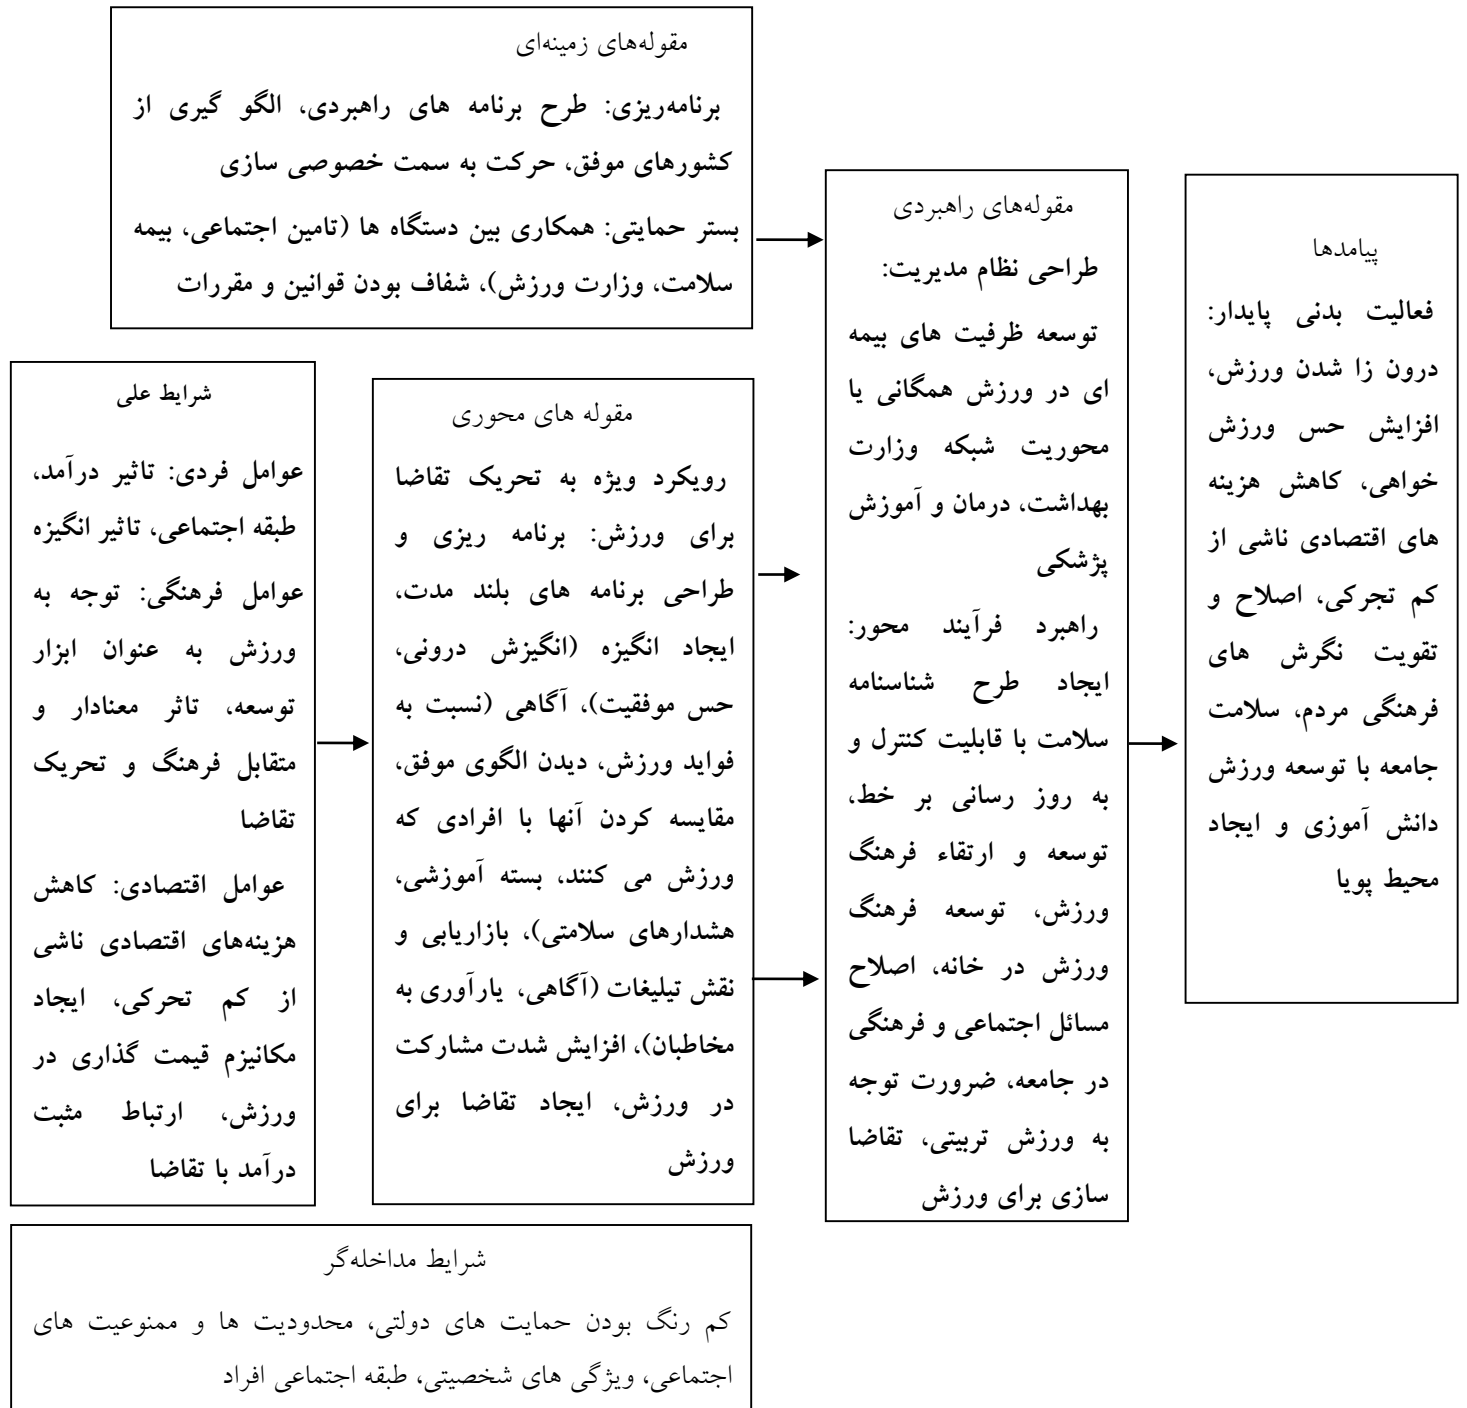 مقوله‌های زمینه‌ای
برنامه‌ریزی: طرح برنامه های راهبردی، الگو گیری از
کشورهای موفق، حرکت به سمت خصوصی سازی
بستر حمایتی: همکاری بین دستگاه ها (تامین اجتماعی، بیمه
سلامت، وزارت ورزش)، شفاف بودن قوانین و مقررات
شرایط علی
عوامل فردی: تاثیر درآمد،
طبقه اجتماعی، تاثیر انگیزه
عوامل فرهنگی: توجه به
ورزش به عنوان ابزار
توسعه، تاثر معنادار و
متقابل فرهنگ و تحریک
تقاضا
عوامل اقتصادی: کاهش
هزینه‌های اقتصادی ناشی
از کم تحرکی، ایجاد
مکانیزم قیمت گذاری در
ورزش، ارتباط مثبت
درآمد با تقاضا
مقوله های محوری
رویکرد ویژه به تحریک تقاضا
برای ورزش: برنامه ریزی و
طراحی برنامه های بلند مدت،
ایجاد انگیزه (انگیزش درونی،
حس موفقیت)، آگاهی (نسبت به
فواید ورزش، دیدن الگوی موفق،
مقایسه کردن آنها با افرادی که
ورزش می کنند، بسته آموزشی،
هشدارهای سلامتی)، بازاریابی و
نقش تیلیغات (آگاهی، یارآوری به
مخاطبان)، افزایش شدت مشارکت
در ورزش، ایجاد تقاضا برای
ورزش
مقوله‌های راهبردی
طراحی نظام مدیریت:
توسعه ظرفیت های بیمه
ای در ورزش همگانی یا
محوریت شبکه وزارت
بهداشت، درمان و آموزش
پزشکی
راهبرد فرآیند محور:
ایجاد طرح شناسنامه
سلامت با قابلیت کنترل و
به روز رسانی بر خط،
توسعه و ارتقاء فرهنگ
ورزش، توسعه فرهنگ
ورزش در خانه، اصلاح
مسائل اجتماعی و فرهنگی
در جامعه، ضرورت توجه
به ورزش تربیتی، تقاضا
سازی برای ورزش
پیامدها
فعالیت بدنی پایدار:
درون زا شدن ورزش،
افزایش حس ورزش
خواهی، کاهش هزینه
های اقتصادی ناشی از
کم تجرکی، اصلاح و
تقویت نگرش های
فرهنگی مردم، سلامت
جامعه با توسعه ورزش
دانش آموزی و ایجاد
محیط پویا
شرایط مداخله‌گر
کم رنگ بودن حمایت های دولتی، محدودیت ها و ممنوعیت های
اجتماعی، ویژگی های شخصیتی، طبقه اجتماعی افراد